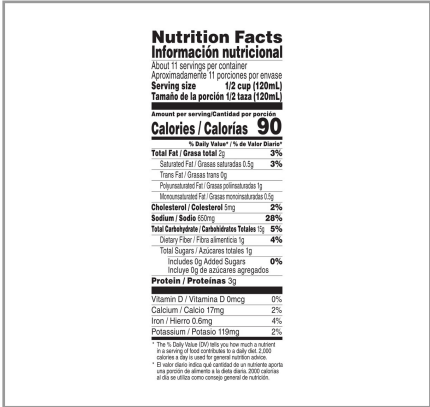 Nutrition Facts
Información nutricional
About 11 servings per container
Aproximadamente 11 porciones por envase
Serving size 1/2 cup (120mL)
Tamaño de la porción 1/2 taza (120mL)
Amount per serving/Cantidad por porción
Calories / Calorías 90
% Daily Value* / % de Valor Diario*
Total Fat / Grasa total 2g 3%
Saturated Fat / Grasas saturadas 0.5g 3%
Trans Fat / Grasas trans 0g
Polyunsaturated Fat / Grasas poliinsaturadas 1g
Monounsaturated Fat / Grasas monoinsaturadas 0.5g
Cholesterol / Colesterol 5mg 2%
Sodium / Sodio 650mg 28%
Total Carbohydrate / Carbohidratos Totales 15g 5%
Dietary Fiber / Fibra alimenticia 1g 4%
Total Sugars / Azúcares totales 1g
Includes 0g Added Sugars 0%
Incluye 0g de azúcares agregados
Protein / Proteínas 3g
Vitamin D / Vitamina D 0mcg 0%
Calcium / Calcio 17mg 2%
Iron / Hierro 0.6mg 4%
Potassium / Potasio 119mg 2%
* The % Daily Value (DV) tells you how much a nutrient
in a serving of food contributes to a daily diet. 2,000
calories a day is used for general nutrition advice.
* El valor diario indica qué cantidad de un nutriente aporta
una porción de alimento a la dieta diaria. 2000 calorías
al día se utiliza como consejo general de nutrición.